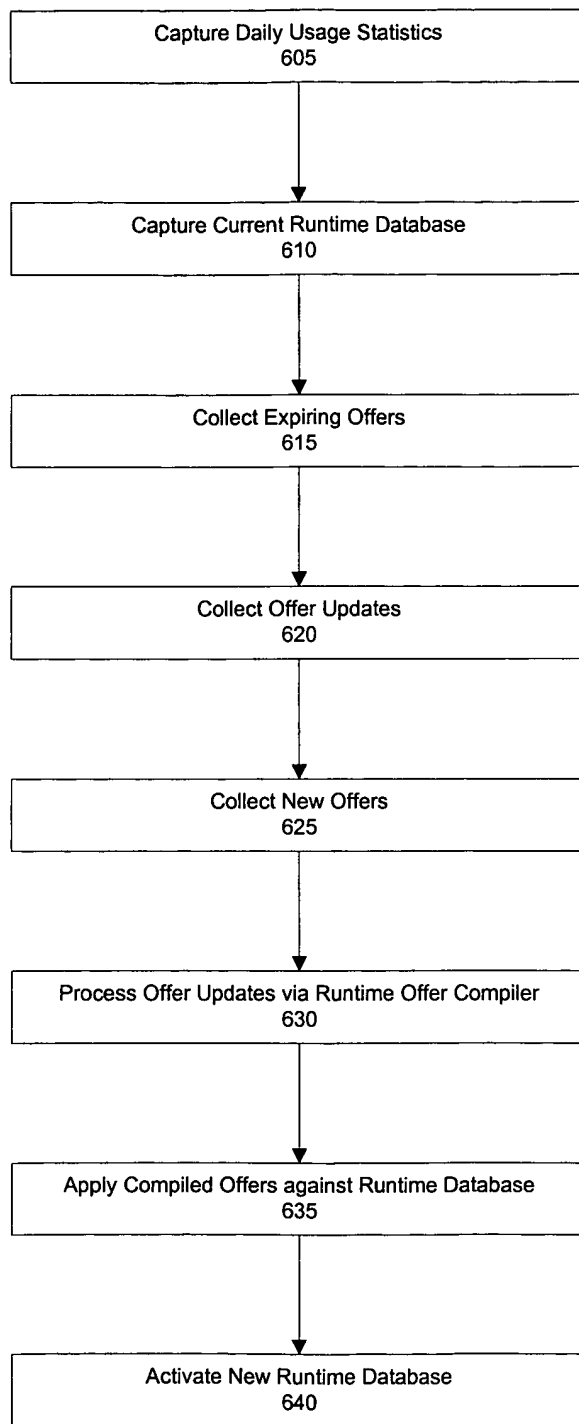 Capture Daily Usage Statistics
605
Capture Current Runtime Database
610
Collect Expiring Offers
615
Collect Offer Updates
620
Collect New Offers
625
Process Offer Updates via Runtime Offer Compiler
630
Apply Compiled Offers against Runtime Database
635
Activate New Runtime Database
640